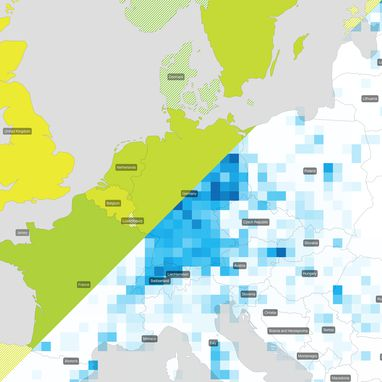 Lithuania
Denmark
United Kingdom
Netherlands
Poland
Germany
Belgium
Luxembourg
Czech Republic
Jersey
Slovakia
Austria
Liechtenstein
Hungary
Switzerland
France
Slovenia
Croatia
Serbia
Bosnia and Herzegovina
Monaco
Italy
Montenegro
Andorra
Macedonia